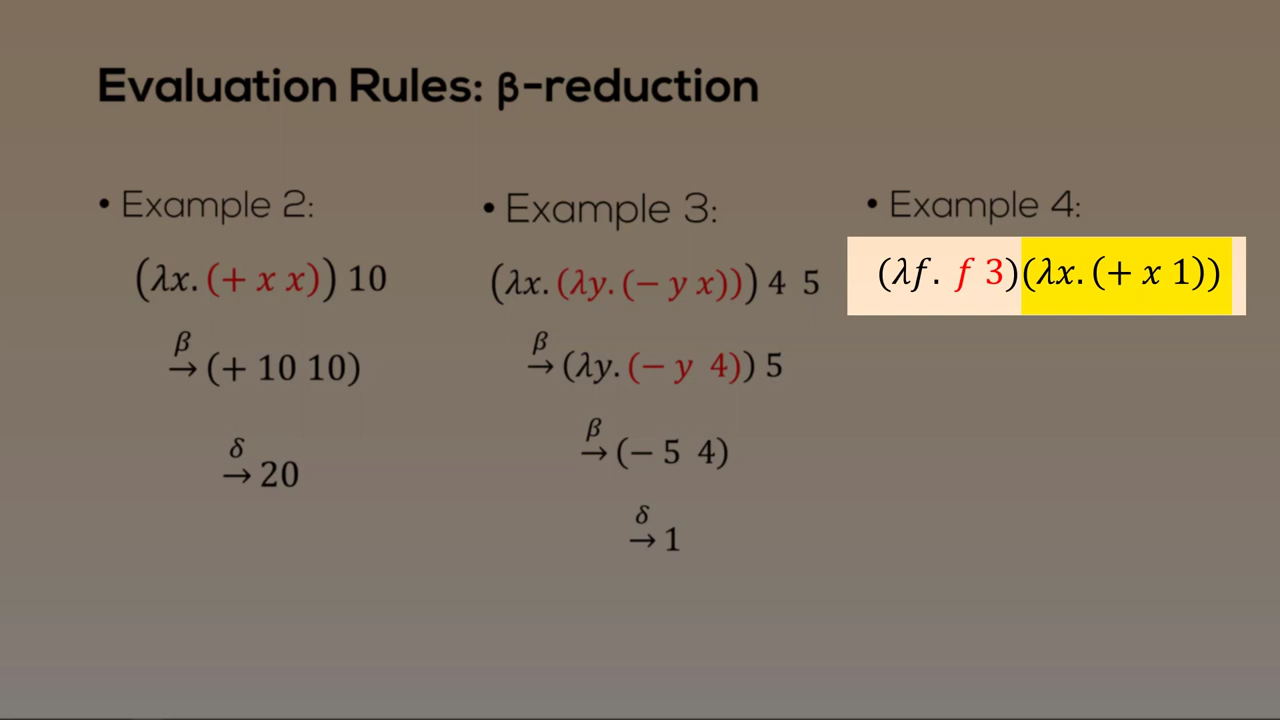 Evaluation Rules: β-reduction
• Example 2:
(λx. (+ x x)) 10
β
→ (+ 10 10)
δ
→ 20
• Example 3:
(λx. (λy. (− y x))) 4 5
β
→ (λy. (− y 4)) 5
β
→ (− 5 4)
δ
→ 1
• Example 4:
(λf. f 3)(λx. (+ x 1))